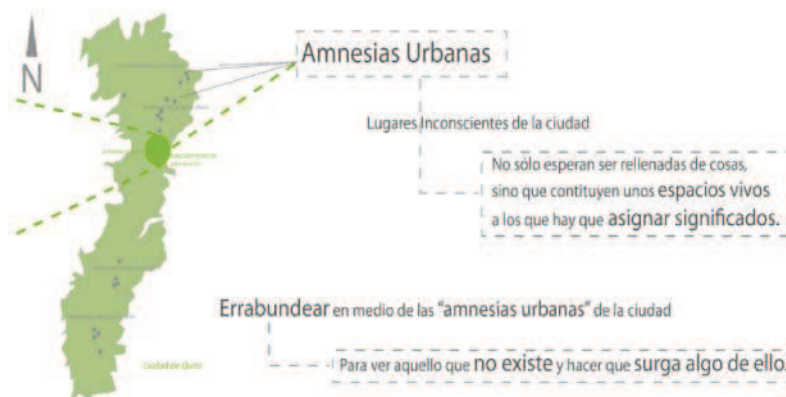 N
Amnesias Urbanas
Lugares Inconscientes de la ciudad
No sólo esperan ser rellenadas de cosas,
sino que contituyen unos espacios vivos
a los que hay que asignar significados.
Errabundear en medio de las "amnesias urbanas" de la ciudad
Para ver aquello que no existe y hacer que surga algo de ello.
Ciudad de Quito